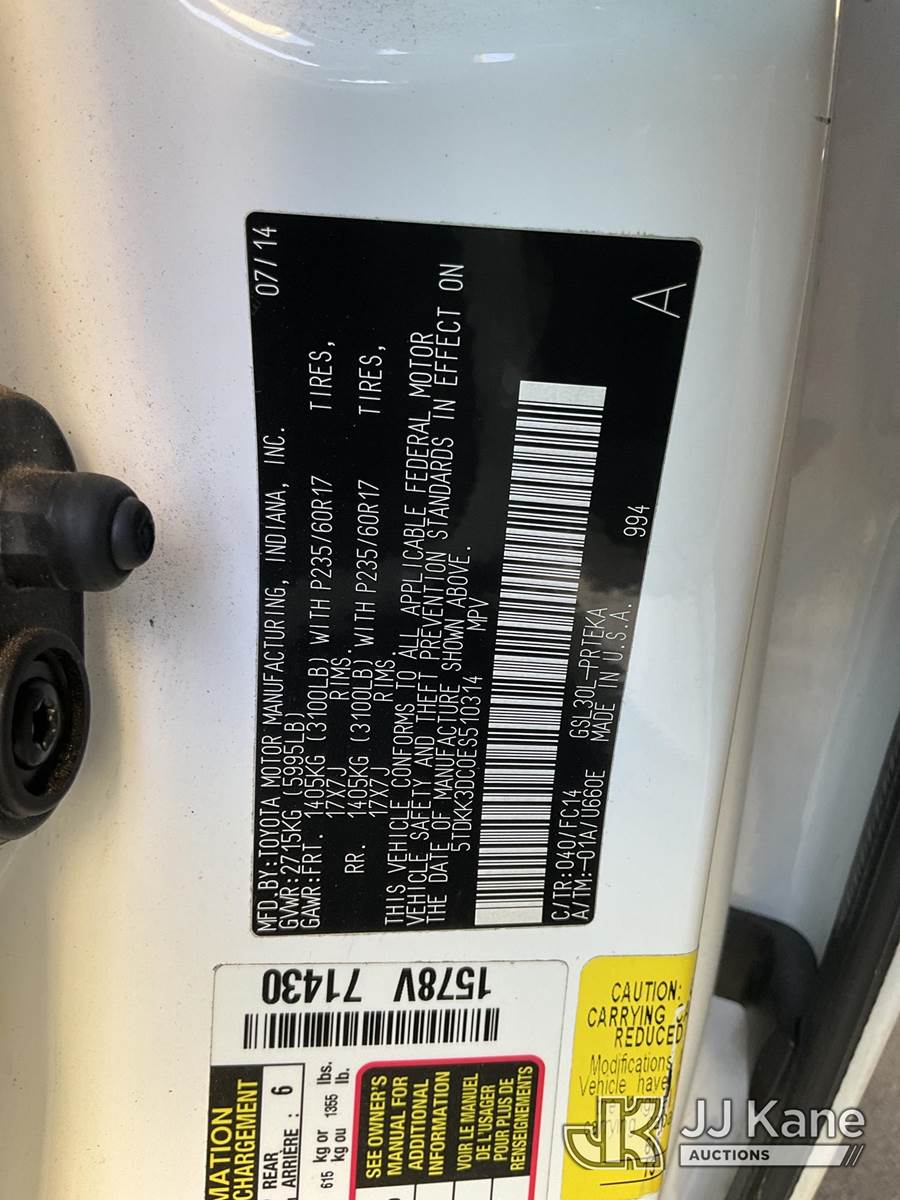 MFD.BY:TOYOTA MOTOR MANUFACTURING, INDIANA, INC. 07/14
GVWR:2715KG (5995LB)
GAWR:FRT. 1405KG (3100LB) WITH P235/60R17 TIRES,
17X7J RIMS.
RR. 1405KG (3100LB) WITH P235/60R17 TIRES,
17X7J RIMS
THIS VEHICLE CONFORMS TO ALL APPLICABLE FEDERAL MOTOR
VEHICLE SAFETY AND THEFT PREVENTION STANDARDS IN EFFECT ON
THE DATE OF MANUFACTURE SHOWN ABOVE.
5TDKK3DC0ES510314 MPV
C/TR:040/FC14 GSL30L-PRTEKA
A/TM:-01A/U660E MADE IN U.S.A. 994 A
1578V 71430
MATION
CHARGEMENT
REAR
ARRIÈRE : 6
615 kg or 1355 lbs.
kg ou lb.
SEE OWNER'S
MANUAL FOR
ADDITIONAL
INFORMATION
VOIR LE MANUEL
DE L'USAGER
POUR PLUS DE
RENSEIGNEMENTS
CAUTION:
CARRYING
REDUCED
Modifications
Vehicle have
JJ Kane
AUCTIONS